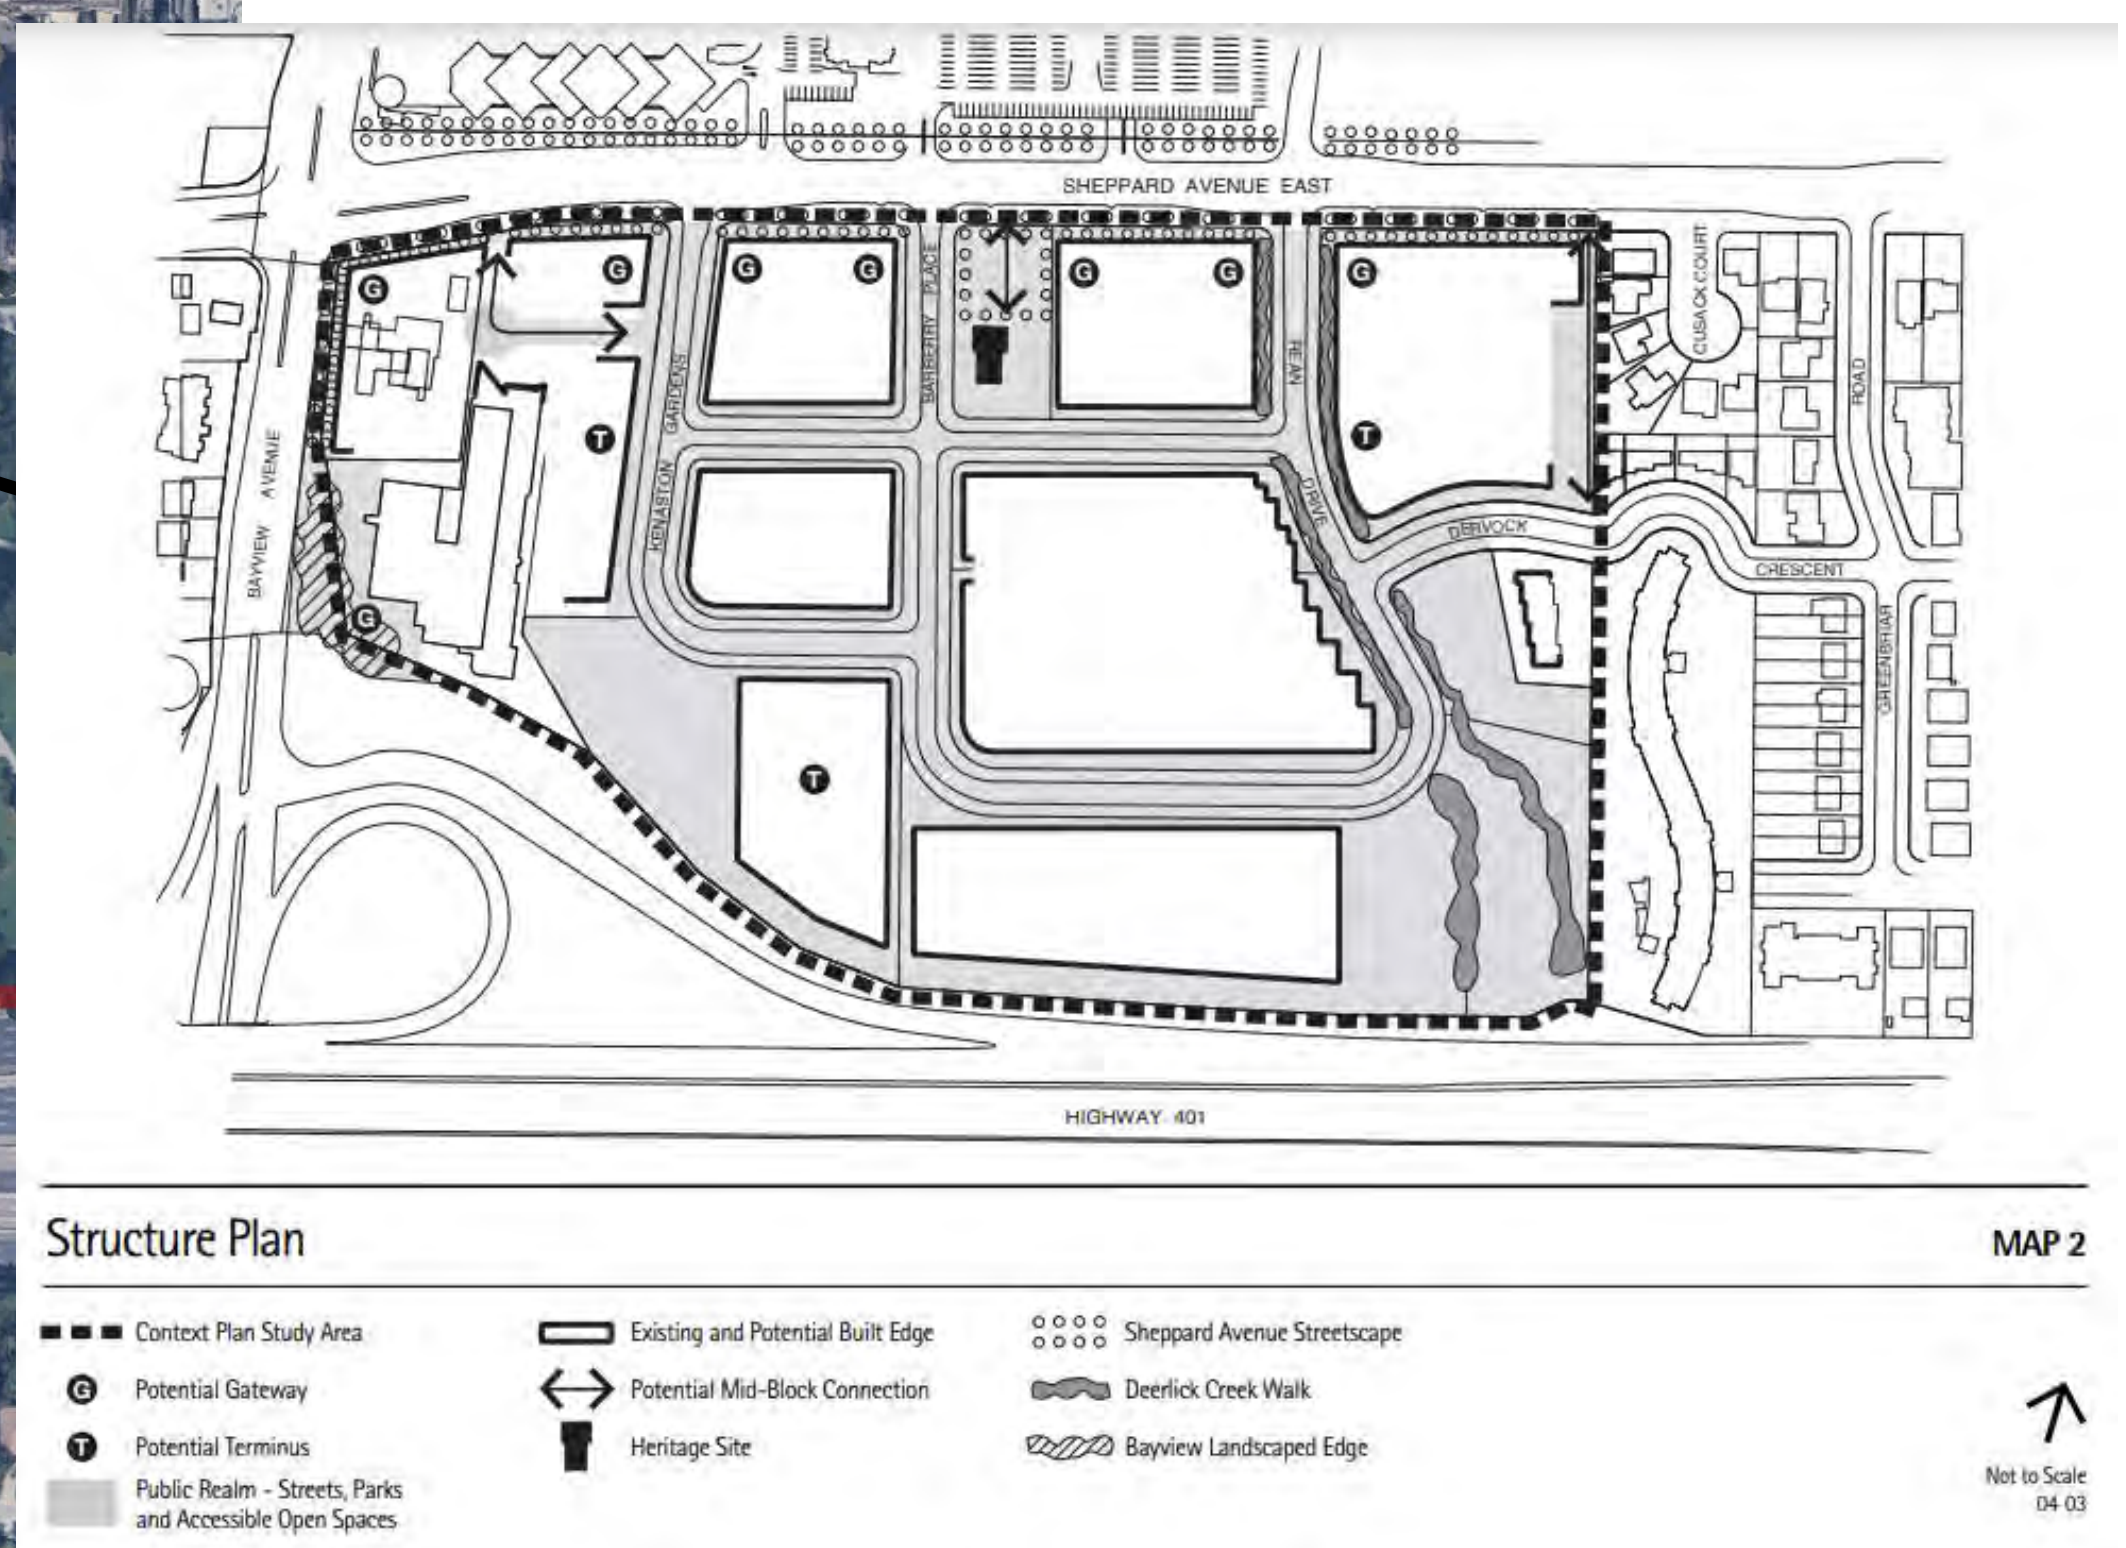 SHEPPARD AVENUE EAST
G
G
G
G
G
G
G
T
T
G
T
BAYVIEW AVENUE
KENASTON GARDENS
BARBERRY PLACE
REAN DRIVE
DERVOCK CRESCENT
CUSACK COURT
GREENBRIAR ROAD
HIGHWAY 401
Structure Plan
MAP 2
Context Plan Study Area
G Potential Gateway
T Potential Terminus
Public Realm - Streets, Parks
and Accessible Open Spaces
Existing and Potential Built Edge
Potential Mid-Block Connection
Heritage Site
Sheppard Avenue Streetscape
Deerlick Creek Walk
Bayview Landscaped Edge
Not to Scale
04 03